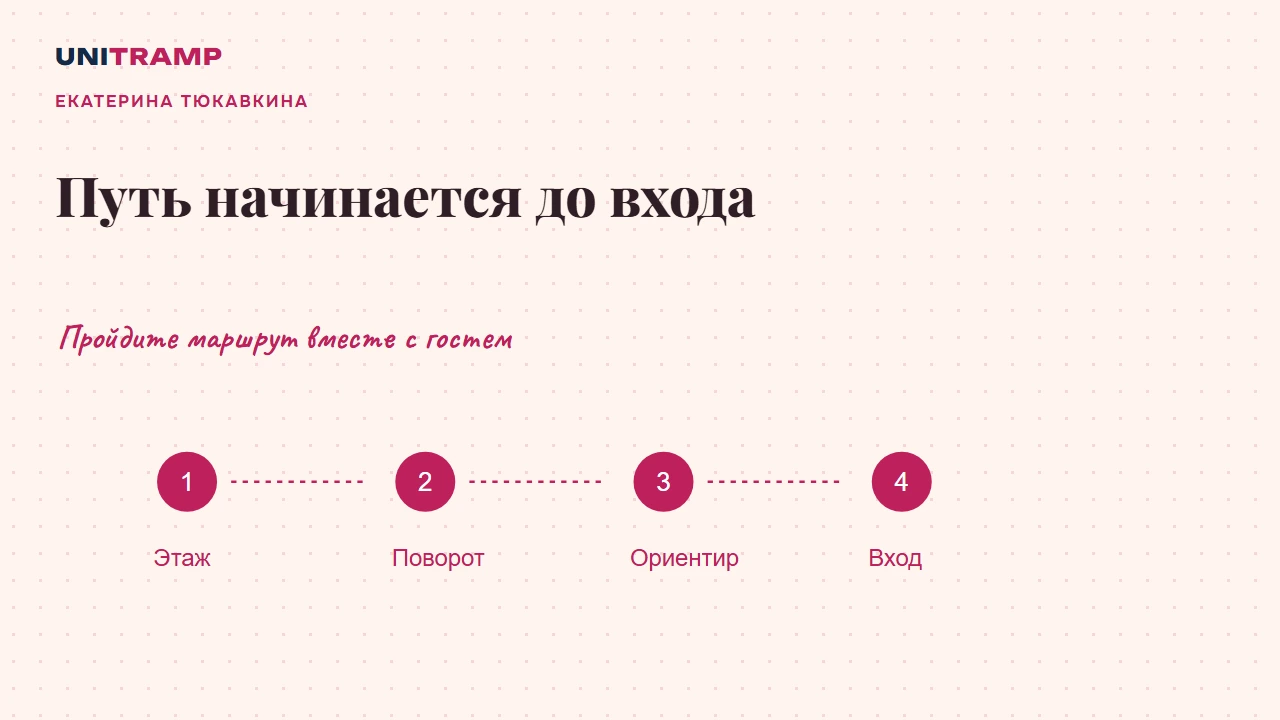 UNITRAMP
ЕКАТЕРИНА ТЮКАВКИНА
Путь начинается до входа
Пройдите маршрут вместе с гостем
1 2 3 4
Этаж Поворот Ориентир Вход